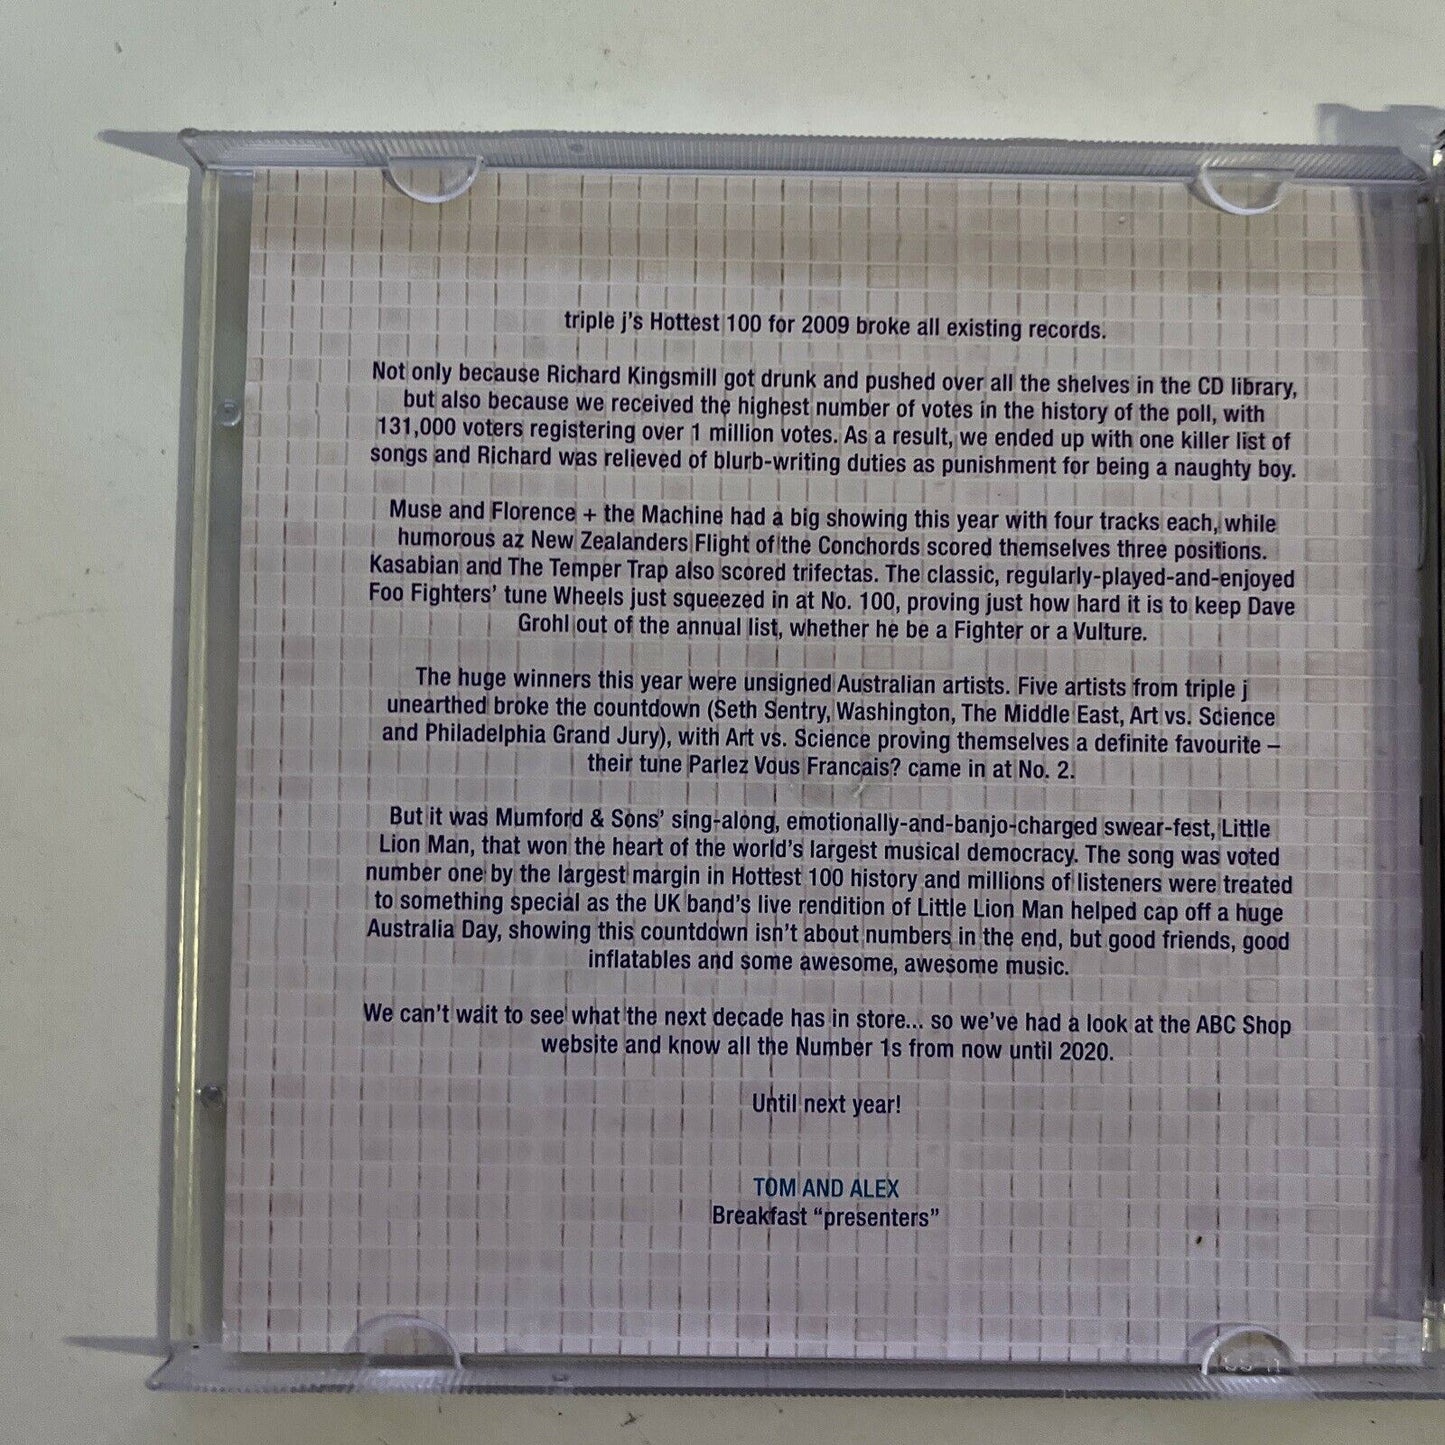 triple j's Hottest 100 for 2009 broke all existing records.
Not only because Richard Kingsmill got drunk and pushed over all the shelves in the CD library,
but also because we received the highest number of votes in the history of the poll, with
131,000 voters registering over 1 million votes. As a result, we ended up with one killer list of
songs and Richard was relieved of blurb-writing duties as punishment for being a naughty boy.
Muse and Florence + the Machine had a big showing this year with four tracks each, while
humorous az New Zealanders Flight of the Conchords scored themselves three positions.
Kasabian and The Temper Trap also scored trifectas. The classic, regularly-played-and-enjoyed
Foo Fighters' tune Wheels just squeezed in at No. 100, proving just how hard it is to keep Dave
Grohl out of the annual list, whether he be a Fighter or a Vulture.
The huge winners this year were unsigned Australian artists. Five artists from triple j
unearthed broke the countdown (Seth Sentry, Washington, The Middle East, Art vs. Science
and Philadelphia Grand Jury), with Art vs. Science proving themselves a definite favourite –
their tune Parlez Vous Francais? came in at No. 2.
But it was Mumford & Sons' sing-along, emotionally-and-banjo-charged swear-fest, Little
Lion Man, that won the heart of the world's largest musical democracy. The song was voted
number one by the largest margin in Hottest 100 history and millions of listeners were treated
to something special as the UK band's live rendition of Little Lion Man helped cap off a huge
Australia Day, showing this countdown isn't about numbers in the end, but good friends, good
inflatables and some awesome, awesome music.
We can't wait to see what the next decade has in store... so we've had a look at the ABC Shop
website and know all the Number 1s from now until 2020.
Until next year!
TOM AND ALEX
Breakfast "presenters"